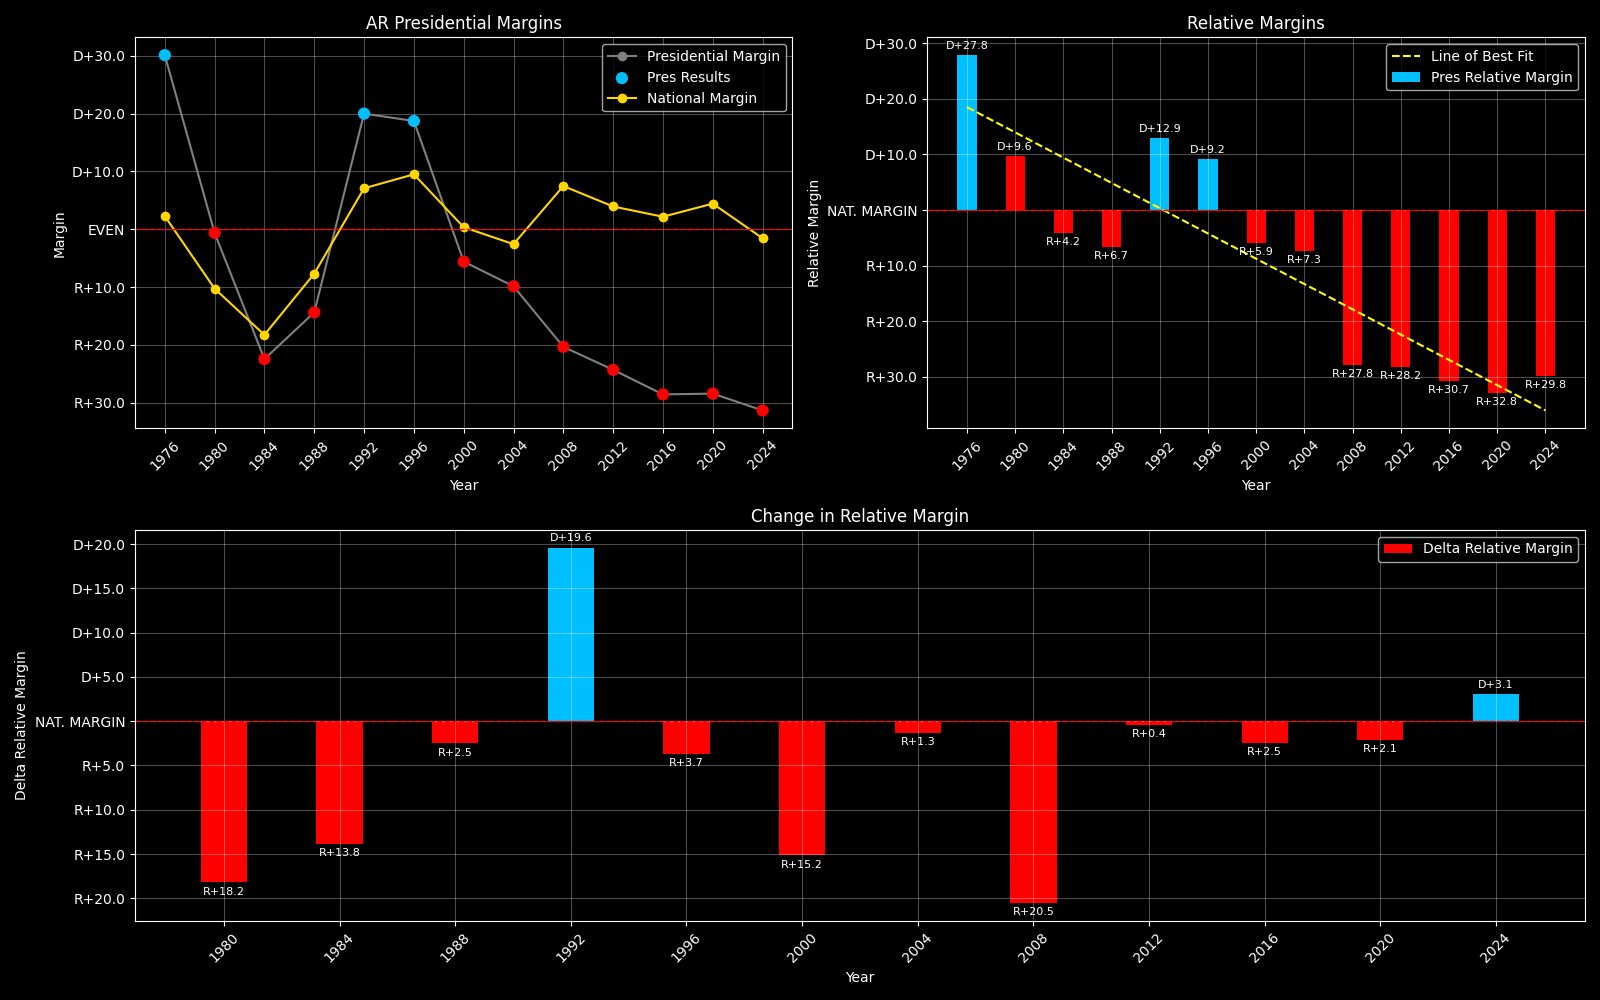 AR Presidential Margins
Margin
D+30.0
D+20.0
D+10.0
EVEN
R+10.0
R+20.0
R+30.0
Presidential Margin
Pres Results
National Margin
1976
1980
1984
1988
1992
1996
2000
2004
2008
2012
2016
2020
2024
Year
Relative Margins
Relative Margin
D+30.0
D+20.0
D+10.0
NAT. MARGIN
R+10.0
R+20.0
R+30.0
Line of Best Fit
Pres Relative Margin
D+27.8
D+9.6
R+4.2
R+6.7
D+12.9
D+9.2
R+5.9
R+7.3
R+27.8
R+28.2
R+30.7
R+32.8
R+29.8
1976
1980
1984
1988
1992
1996
2000
2004
2008
2012
2016
2020
2024
Year
Change in Relative Margin
Delta Relative Margin
D+20.0
D+15.0
D+10.0
D+5.0
NAT. MARGIN
R+5.0
R+10.0
R+15.0
R+20.0
Delta Relative Margin
R+18.2
R+13.8
R+2.5
D+19.6
R+3.7
R+15.2
R+1.3
R+20.5
R+0.4
R+2.5
R+2.1
D+3.1
1980
1984
1988
1992
1996
2000
2004
2008
2012
2016
2020
2024
Year